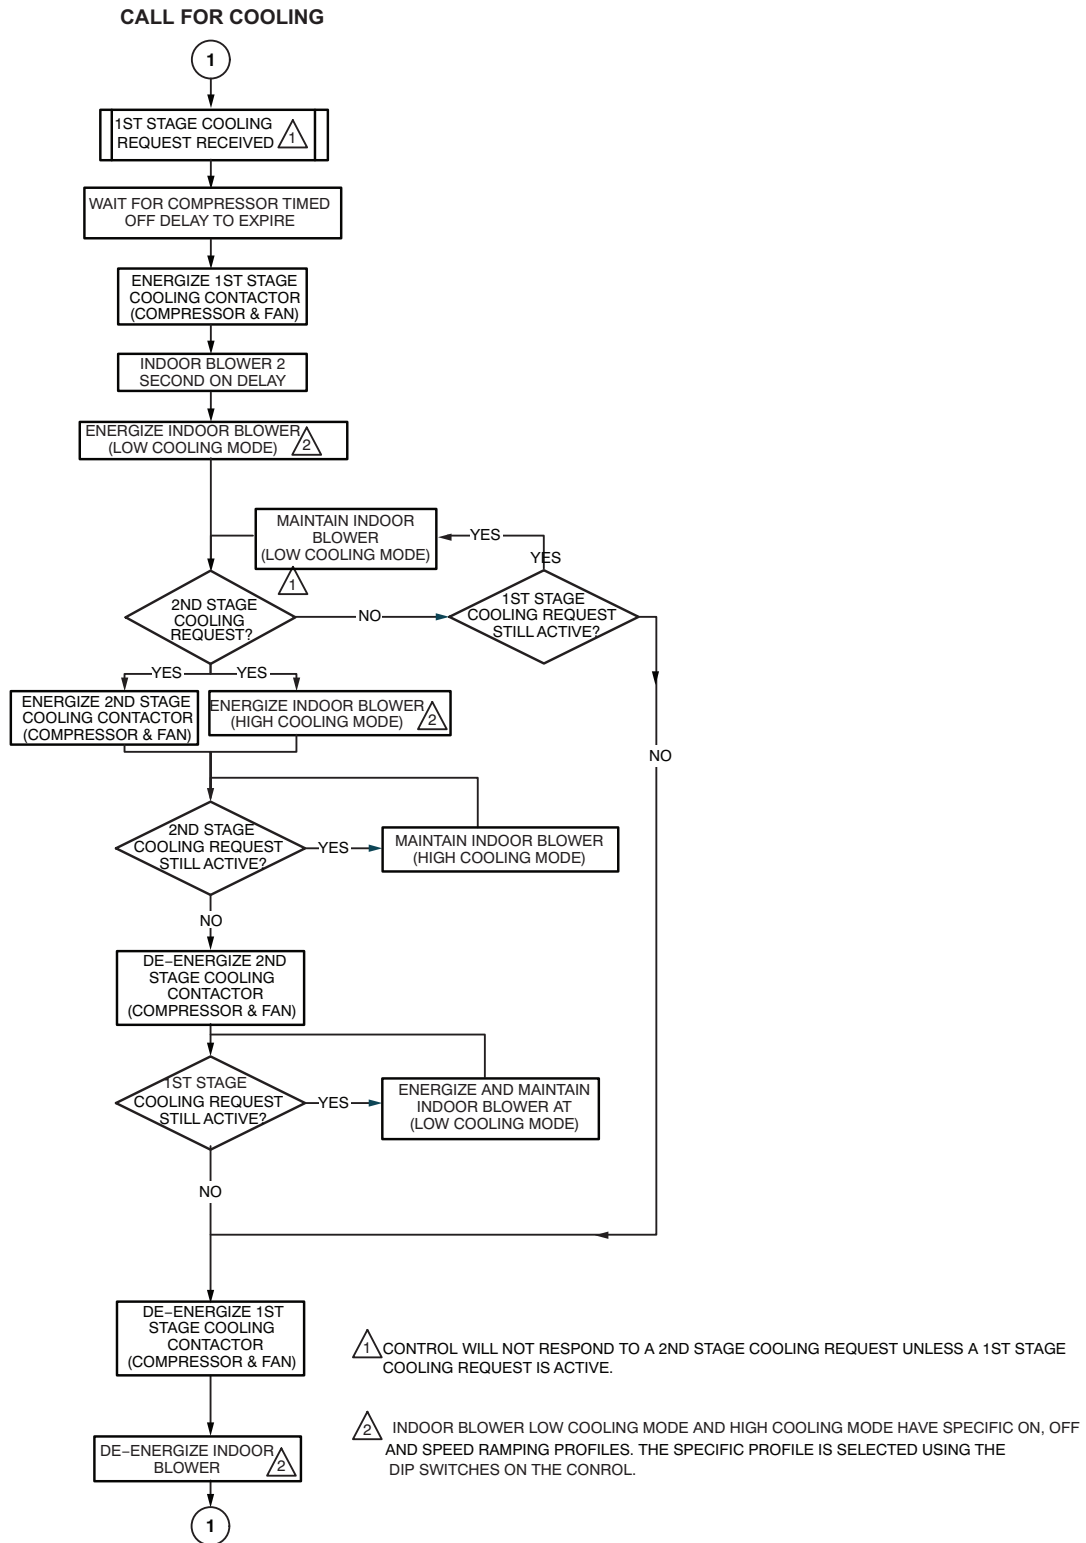 CALL FOR COOLING
1
1ST STAGE COOLING
REQUEST RECEIVED 1
WAIT FOR COMPRESSOR TIMED
OFF DELAY TO EXPIRE
ENERGIZE 1ST STAGE
COOLING CONTACTOR
(COMPRESSOR & FAN)
INDOOR BLOWER 2
SECOND ON DELAY
ENERGIZE INDOOR BLOWER
(LOW COOLING MODE) 2
MAINTAIN INDOOR
BLOWER
(LOW COOLING MODE)
YES
YES
1
2ND STAGE
COOLING
REQUEST?
NO
1ST STAGE
COOLING REQUEST
STILL ACTIVE?
YES
YES
ENERGIZE 2ND STAGE
COOLING CONTACTOR
(COMPRESSOR & FAN)
ENERGIZE INDOOR BLOWER
(HIGH COOLING MODE) 2
NO
2ND STAGE
COOLING REQUEST
STILL ACTIVE?
YES
MAINTAIN INDOOR BLOWER
(HIGH COOLING MODE)
NO
DE–ENERGIZE 2ND
STAGE COOLING
CONTACTOR
(COMPRESSOR & FAN)
1ST STAGE
COOLING REQUEST
STILL ACTIVE?
YES
ENERGIZE AND MAINTAIN
INDOOR BLOWER AT
(LOW COOLING MODE)
NO
DE–ENERGIZE 1ST
STAGE COOLING
CONTACTOR
(COMPRESSOR & FAN)
1 CONTROL WILL NOT RESPOND TO A 2ND STAGE COOLING REQUEST UNLESS A 1ST STAGE
COOLING REQUEST IS ACTIVE.
2 INDOOR BLOWER LOW COOLING MODE AND HIGH COOLING MODE HAVE SPECIFIC ON, OFF
AND SPEED RAMPING PROFILES. THE SPECIFIC PROFILE IS SELECTED USING THE
DIP SWITCHES ON THE CONROL.
DE-ENERGIZE INDOOR
BLOWER 2
1